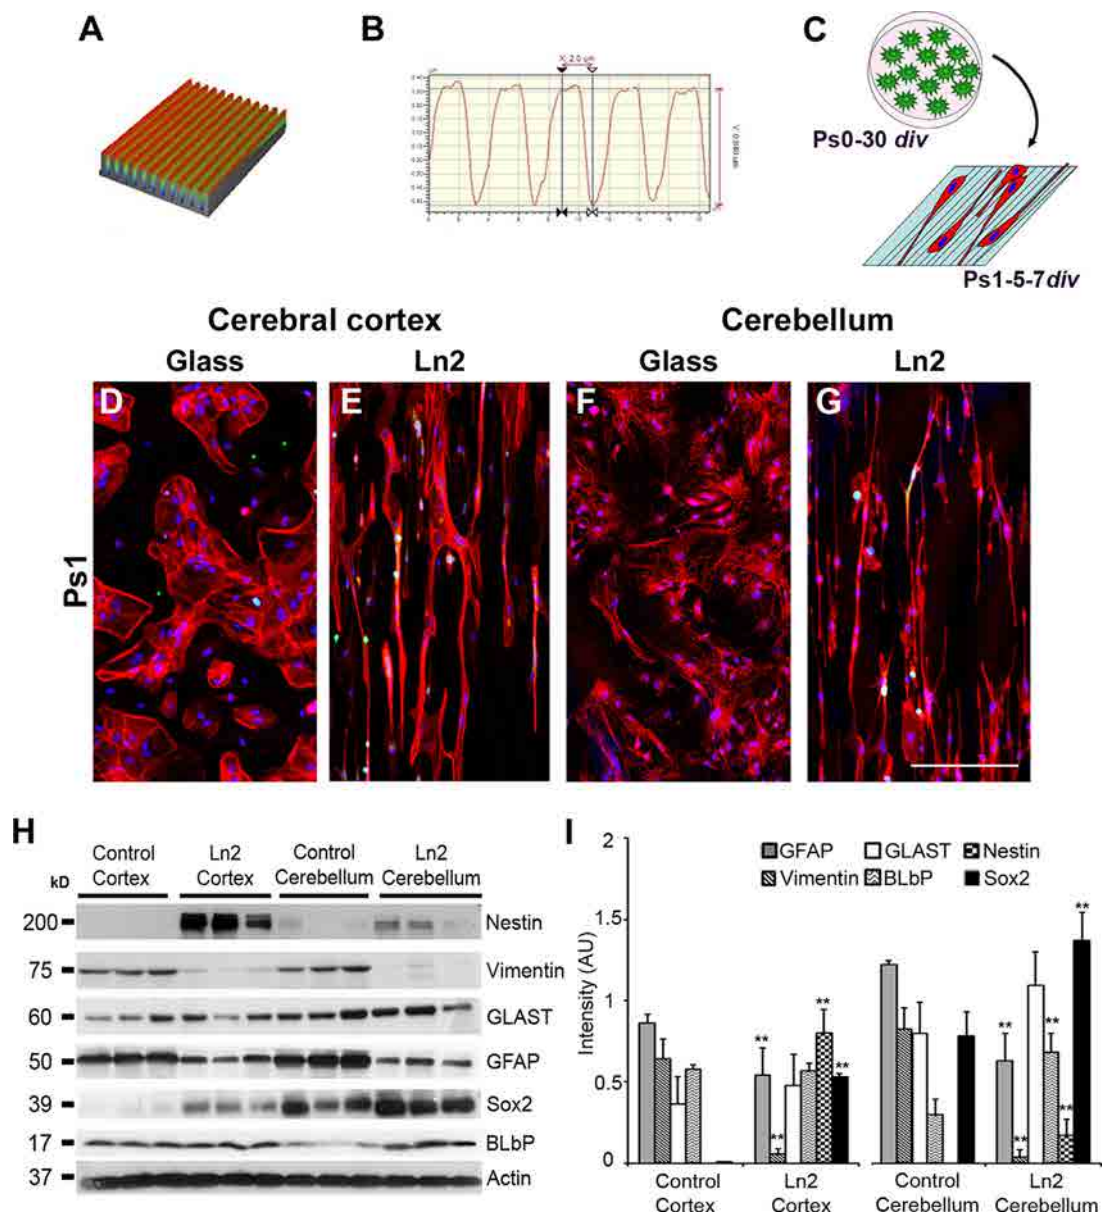 A
B
X: 2.0 um
C
Ps0-30 div
Ps1-5-7div
Cerebral cortex
Cerebellum
Glass
Ln2
Glass
Ln2
D
E
F
G
Ps1
H
Control
Cortex
Ln2
Cortex
Control
Cerebellum
Ln2
Cerebellum
kD
200
Nestin
75
Vimentin
60
GLAST
50
GFAP
39
Sox2
17
BLbP
37
Actin
I
Intensity (AU)
2
1.5
1
0.5
0
GFAP
GLAST
Nestin
Vimentin
BLbP
Sox2
**
**
**
**
**
**
**
**
**
Control
Cortex
Ln2
Cortex
Control
Cerebellum
Ln2
Cerebellum